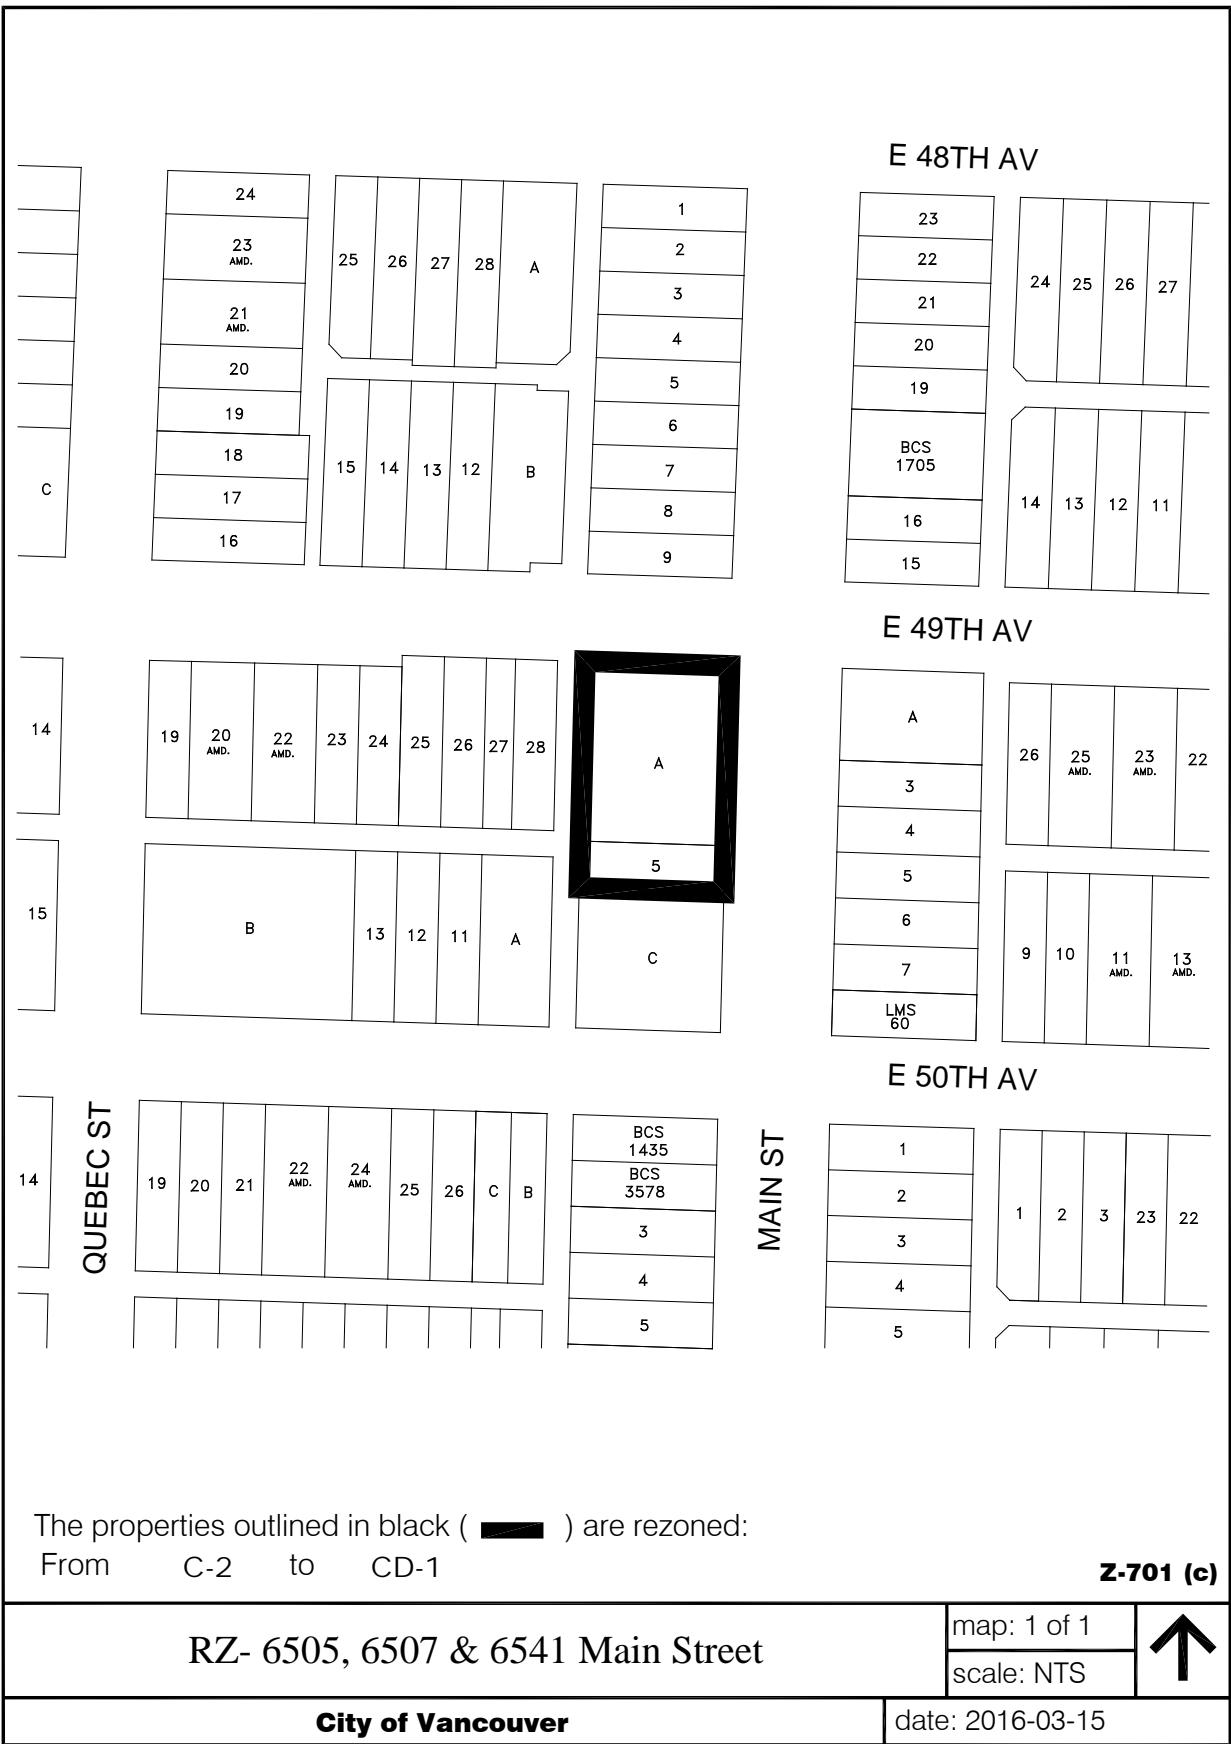 E 48TH AV
24
23
AMD.
21
AMD.
20
19
18
17
16
C
25 26 27 28 A
15 14 13 12 B
1
2
3
4
5
6
7
8
9
23
22
21
20
19
BCS
1705
16
15
24 25 26 27
14 13 12 11
E 49TH AV
14
15
19 20 AMD. 22 AMD. 23 24 25 26 27 28
B 13 12 11 A
A
5
C
A
3
4
5
6
7
LMS
60
26 25 AMD. 23 AMD. 22
9 10 11 AMD. 13 AMD.
E 50TH AV
QUEBEC ST
MAIN ST
14
19 20 21 22 AMD. 24 AMD. 25 26 C B
BCS
1435
BCS
3578
3
4
5
1
2
3
4
5
1 2 3 23 22
The properties outlined in black ( ) are rezoned:
From C-2 to CD-1
Z-701 (c)
RZ- 6505, 6507 & 6541 Main Street
map: 1 of 1
scale: NTS
City of Vancouver
date: 2016-03-15